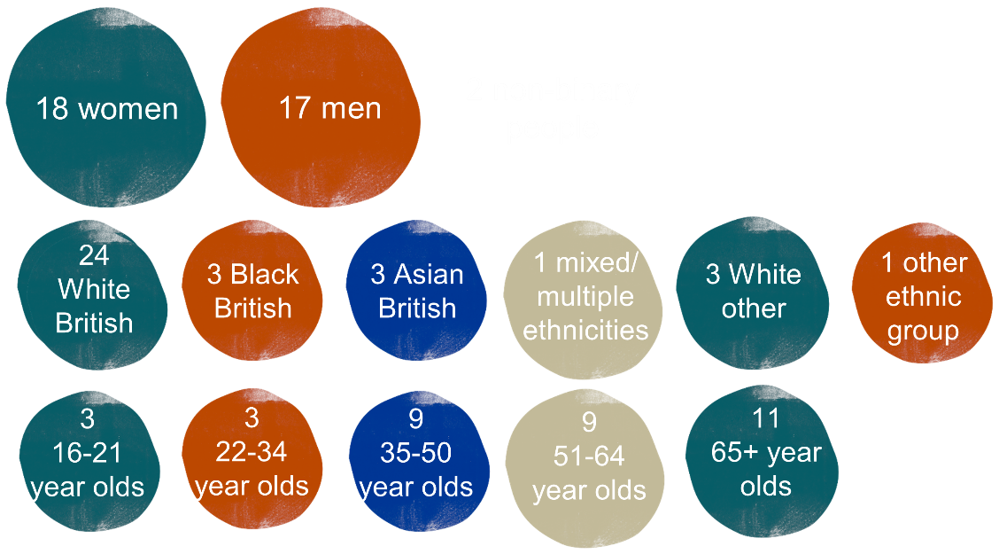 18 women
17 men
24
White
British
3 Black
British
3 Asian
British
1 mixed/
multiple
ethnicities
3 White
other
1 other
ethnic
group
3
16-21
year olds
3
22-34
year olds
9
35-50
year olds
9
51-64
year olds
11
65+ year
olds